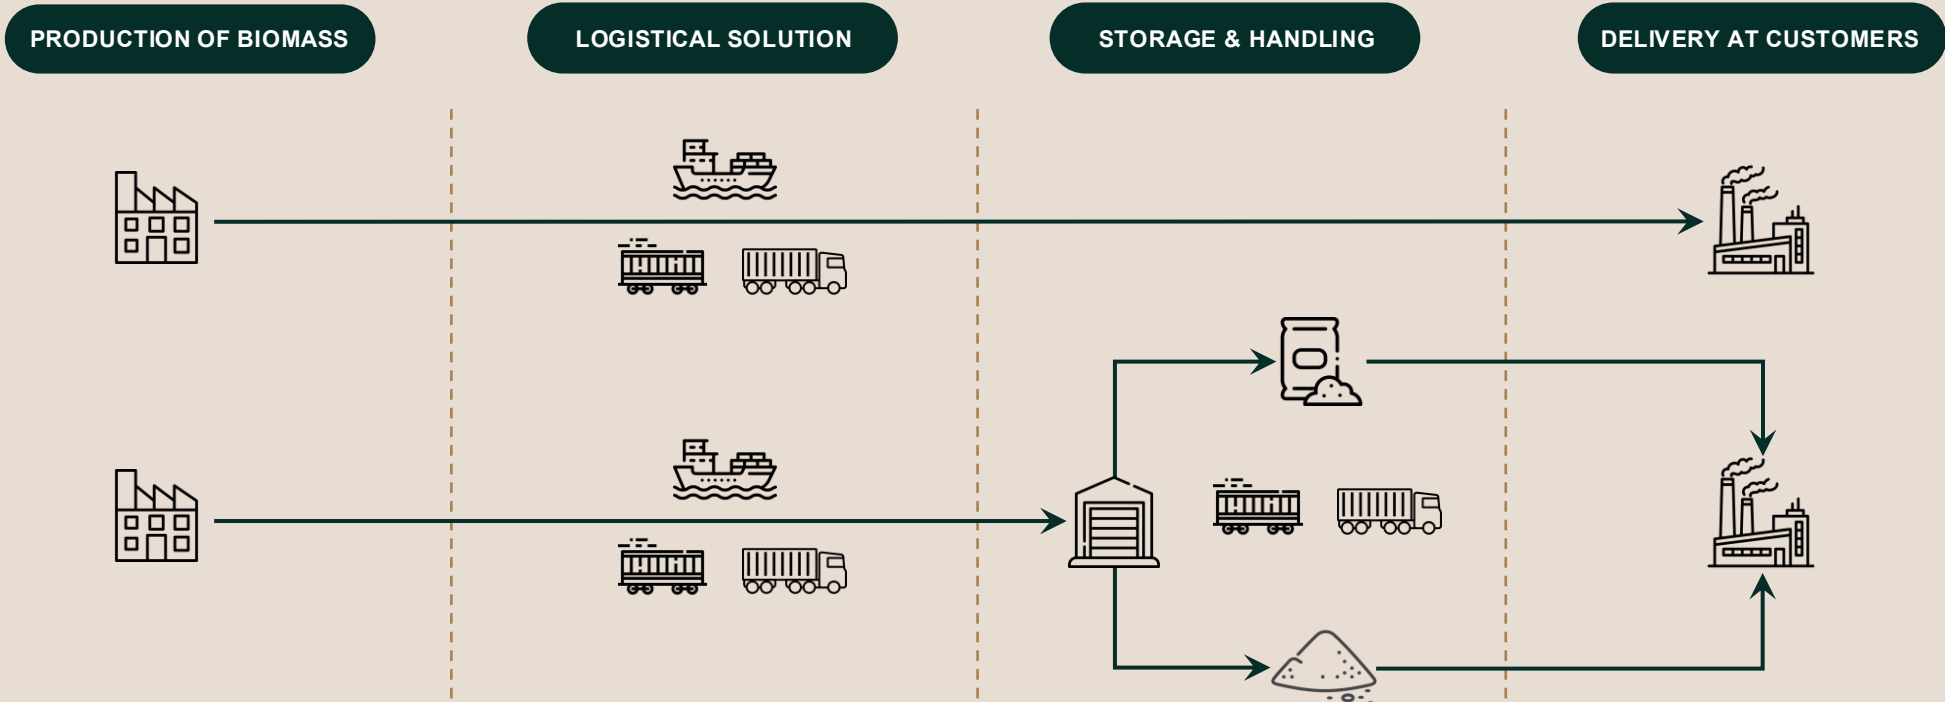 PRODUCTION OF BIOMASS
LOGISTICAL SOLUTION
STORAGE & HANDLING
DELIVERY AT CUSTOMERS